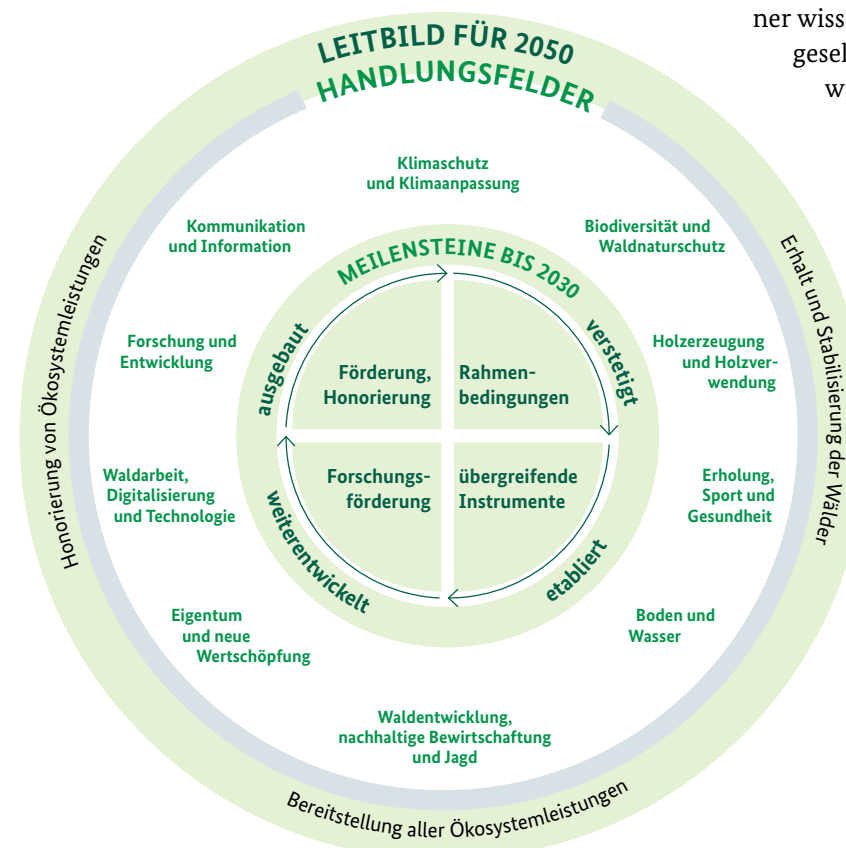 ner wiss
gesel
w
LEITBILD FÜR 2050
HANDLUNGSFELDER
Klimaschutz
und Klimaanpassung
Kommunikation
und Information
Biodiversität und
Waldnaturschutz
MEILENSTEINE BIS 2030
Forschung und
Entwicklung
Holzerzeugung
und Holzver-
wendung
ausgebaut
verstetigt
Förderung,
Honorierung
Rahmen-
bedingungen
Honorierung von Ökosystemleistungen
Erhalt und Stabilisierung der Wälder
Waldarbeit,
Digitalisierung
und Technologie
Forschungs-
förderung
übergreifende
Instrumente
Erholung,
Sport und
Gesundheit
weiterentwickelt
etabliert
Eigentum
und neue
Wertschöpfung
Boden und
Wasser
Waldentwicklung,
nachhaltige Bewirtschaftung
und Jagd
Bereitstellung aller Ökosystemleistungen